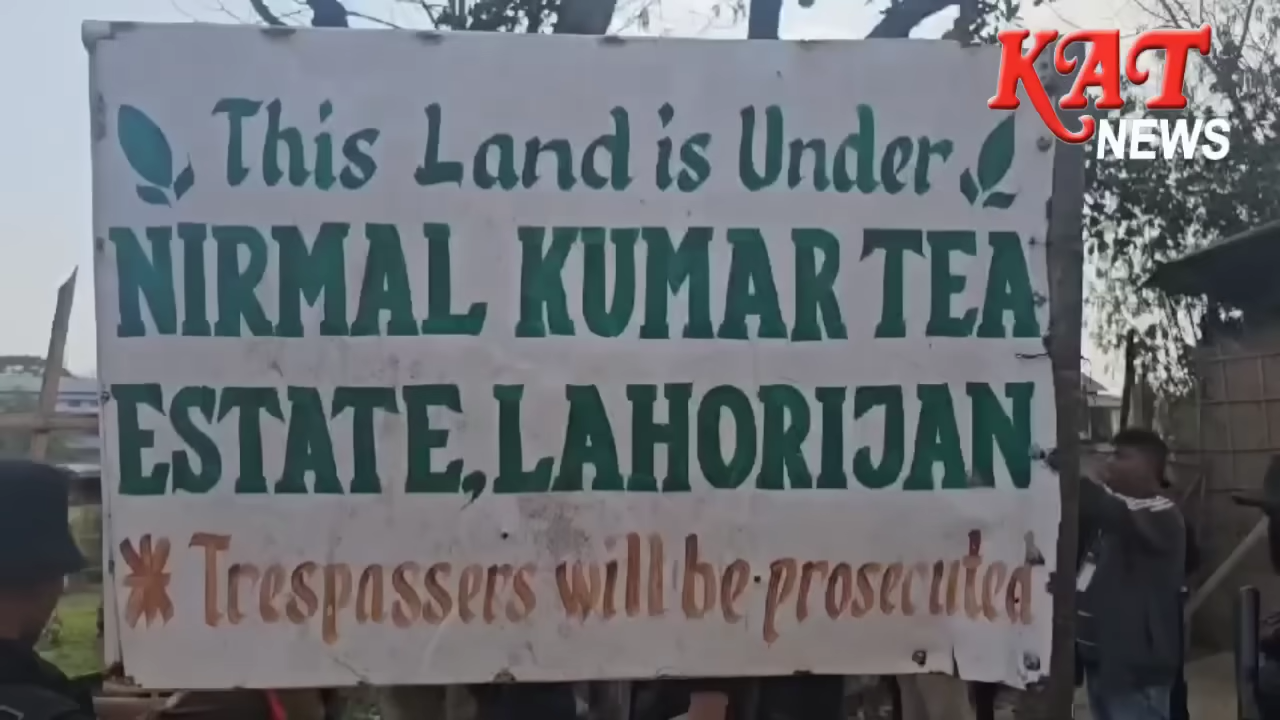 KAT
NEWS
This Land is Under
NIRMAL KUMAR TEA
ESTATE, LAHORIJAN
* Trespassers will be prosecuted